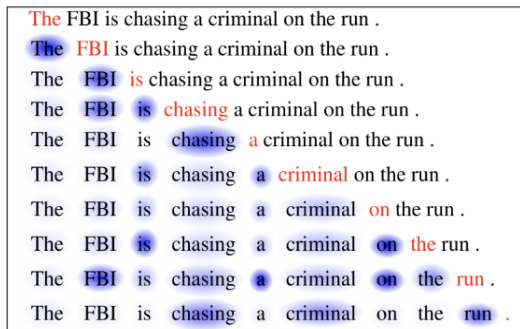 The FBI is chasing a criminal on the run .
The FBI is chasing a criminal on the run .
The FBI is chasing a criminal on the run .
The FBI is chasing a criminal on the run .
The FBI is chasing a criminal on the run .
The FBI is chasing a criminal on the run .
The FBI is chasing a criminal on the run .
The FBI is chasing a criminal on the run .
The FBI is chasing a criminal on the run .
The FBI is chasing a criminal on the run .